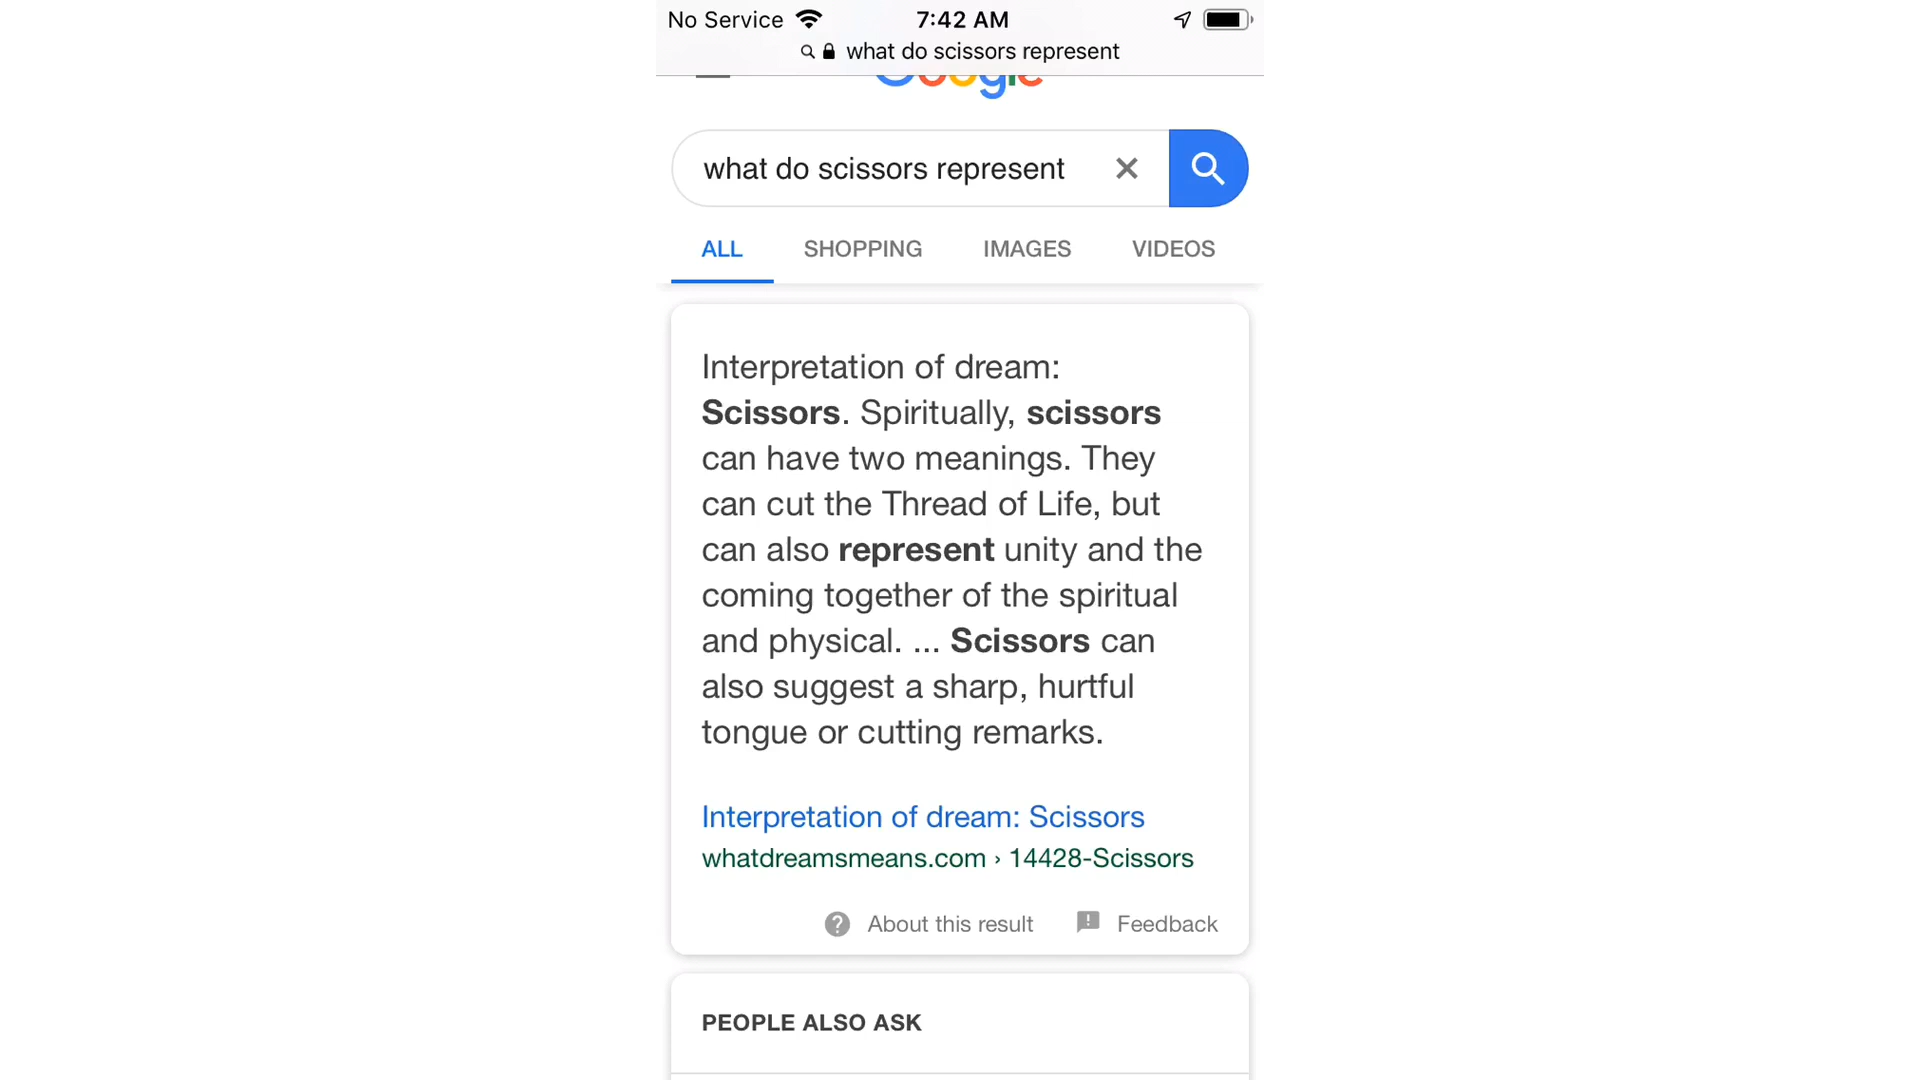 No Service 7:42 AM
what do scissors represent
Google
what do scissors represent
ALL SHOPPING IMAGES VIDEOS
Interpretation of dream:
Scissors. Spiritually, scissors
can have two meanings. They
can cut the Thread of Life, but
can also represent unity and the
coming together of the spiritual
and physical. ... Scissors can
also suggest a sharp, hurtful
tongue or cutting remarks.
Interpretation of dream: Scissors
whatdreamsmeans.com › 14428-Scissors
About this result Feedback
PEOPLE ALSO ASK